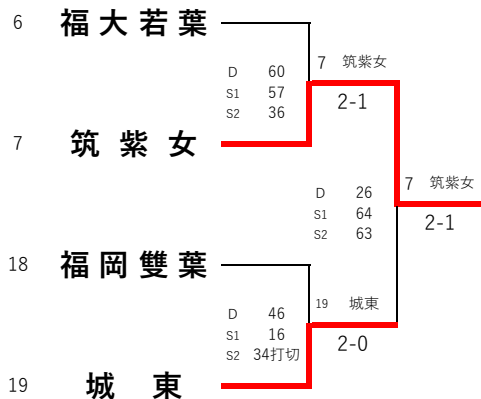 6 福大若葉
7 筑紫女
D 60
S1 57
S2 36
2-1
7 筑紫女
7 筑紫女
D 26
S1 64
S2 63
2-1
18 福岡雙葉
19 城東
D 46
S1 16
S2 34打切
2-0
19 城東